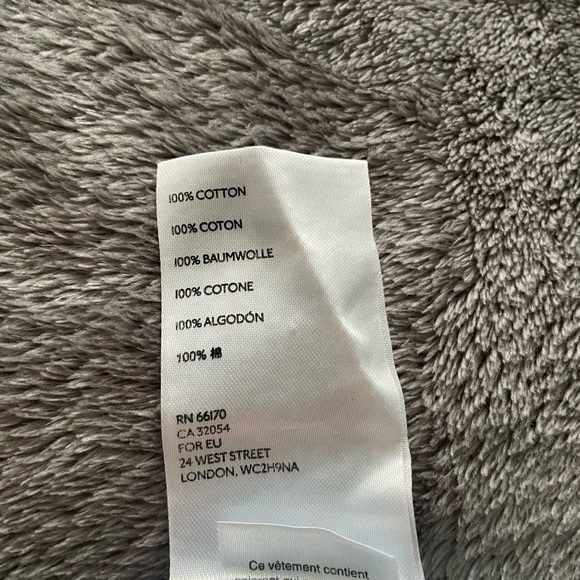 100% COTTON
100% COTON
100% BAUMWOLLE
100% COTONE
100% ALGODÓN
100% 棉
RN 66170
CA 32054
FOR EU
24 WEST STREET
LONDON, WC2H9NA
Ce vêtement contient